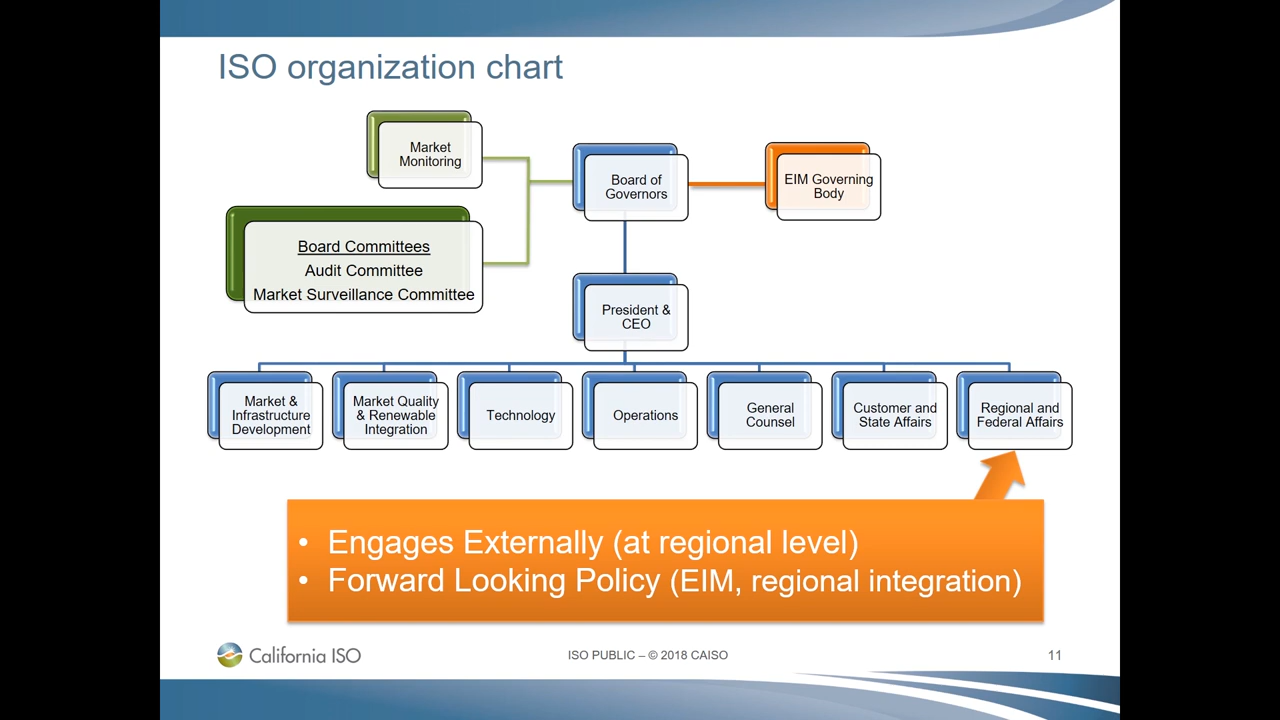 ISO organization chart
Market
Monitoring
Board of
Governors
EIM Governing
Body
Board Committees
Audit Committee
Market Surveillance Committee
President &
CEO
Market &
Infrastructure
Development
Market Quality
& Renewable
Integration
Technology
Operations
General
Counsel
Customer and
State Affairs
Regional and
Federal Affairs
• Engages Externally (at regional level)
• Forward Looking Policy (EIM, regional integration)
California ISO
ISO PUBLIC – © 2018 CAISO
11